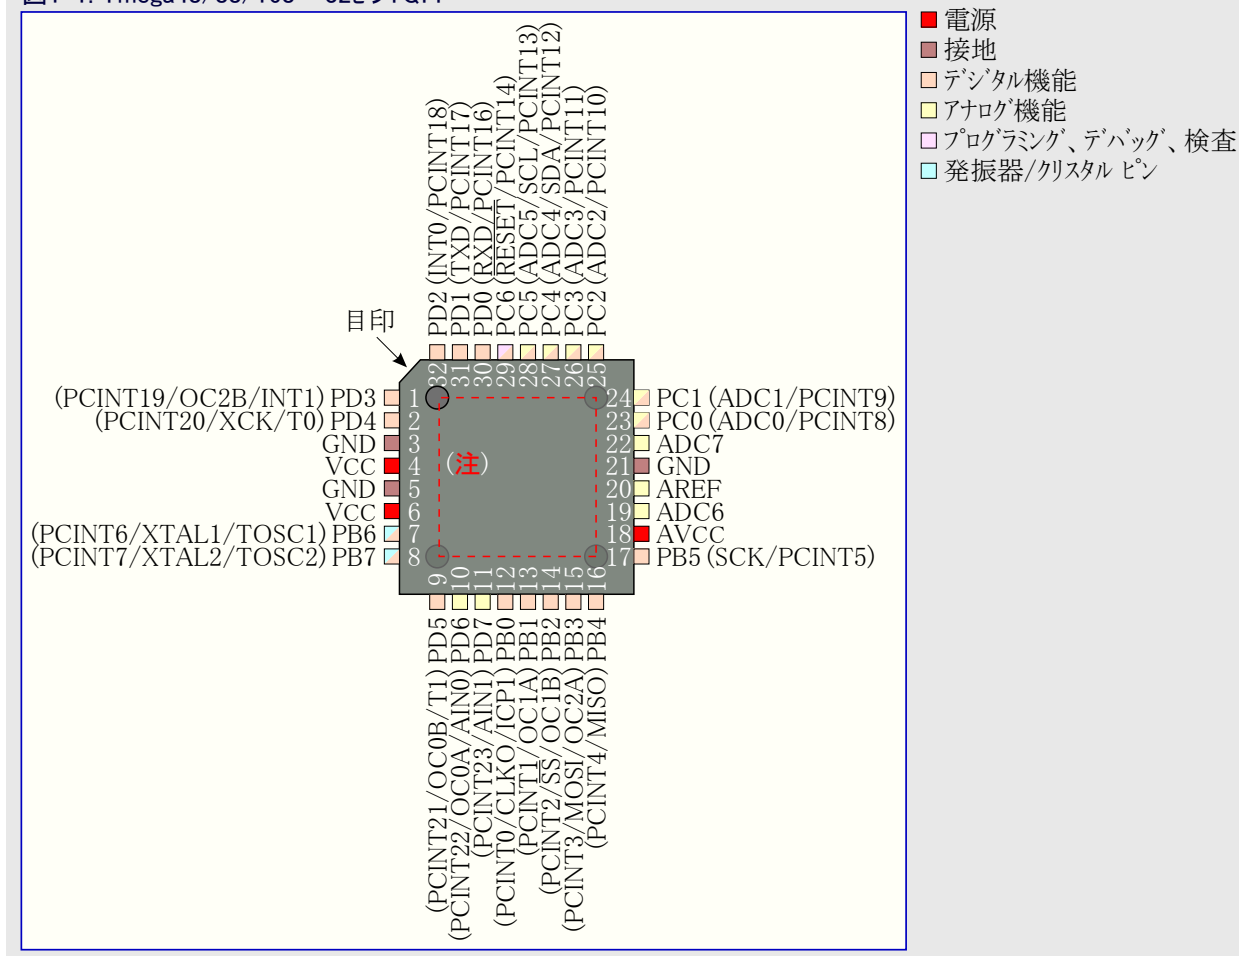 電源
接地
デジタル機能
アナログ機能
プログラミング、デバッグ、検査
発振器/クリスタル ピン
PD2 (INT0/PCINT18)
PD1 (TXD/PCINT17)
PD0 (RXD/PCINT16)
PC6 (RESET/PCINT14)
PC5 (ADC5/SCL/PCINT13)
PC4 (ADC4/SDA/PCINT12)
PC3 (ADC3/PCINT11)
PC2 (ADC2/PCINT10)
目印
32
31
30
29
28
27
26
25
(PCINT19/OC2B/INT1) PD3 1
(PCINT20/XCK/T0) PD4 2
GND 3
VCC 4
GND 5
VCC 6
(PCINT6/XTAL1/TOSC1) PB6 7
(PCINT7/XTAL2/TOSC2) PB7 8
(注)
24 PC1 (ADC1/PCINT9)
23 PC0 (ADC0/PCINT8)
22 ADC7
21 GND
20 AREF
19 ADC6
18 AVCC
17 PB5 (SCK/PCINT5)
9
10
11
12
13
14
15
16
(PCINT21/OC0B/T1) PD5
(PCINT22/OC0A/AIN0) PD6
(PCINT23/AIN1) PD7
(PCINT0/CLKO/ICP1) PB0
(PCINT1/OC1A) PB1
(PCINT2/SS/OC1B) PB2
(PCINT3/MOSI/OC2A) PB3
(PCINT4/MISO) PB4